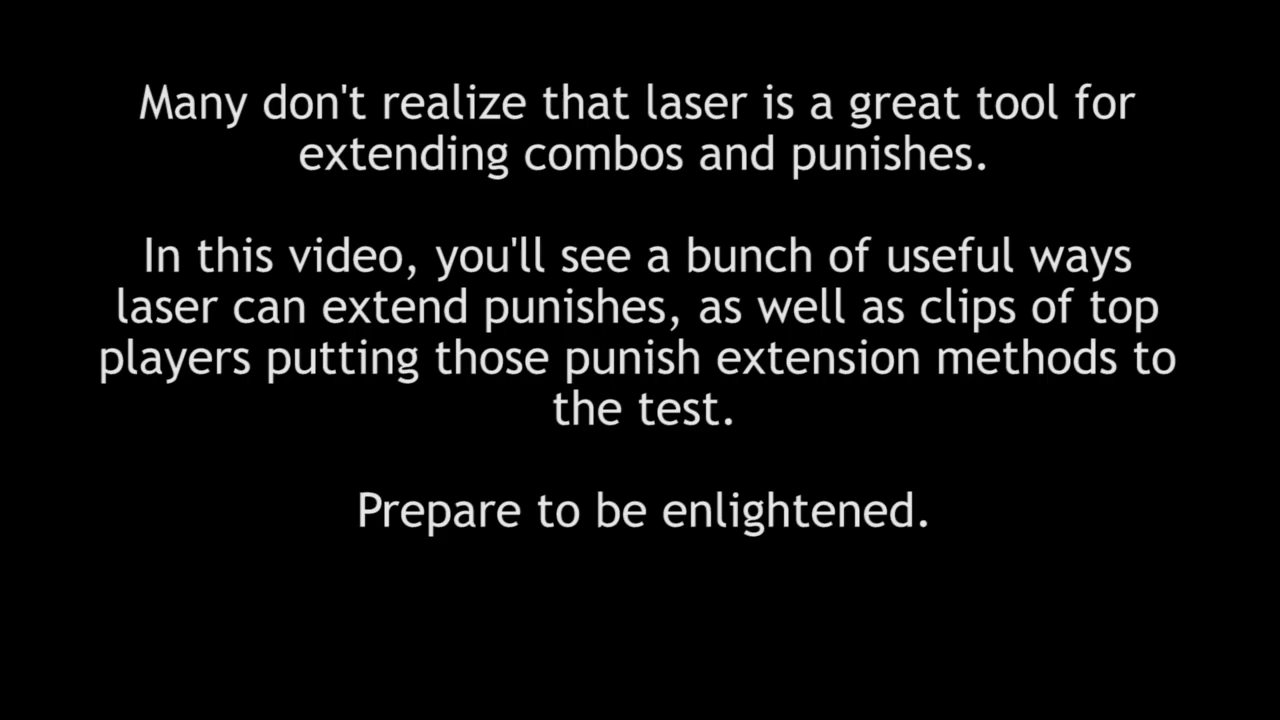 Many don't realize that laser is a great tool for
extending combos and punishes.
In this video, you'll see a bunch of useful ways
laser can extend punishes, as well as clips of top
players putting those punish extension methods to
the test.
Prepare to be enlightened.